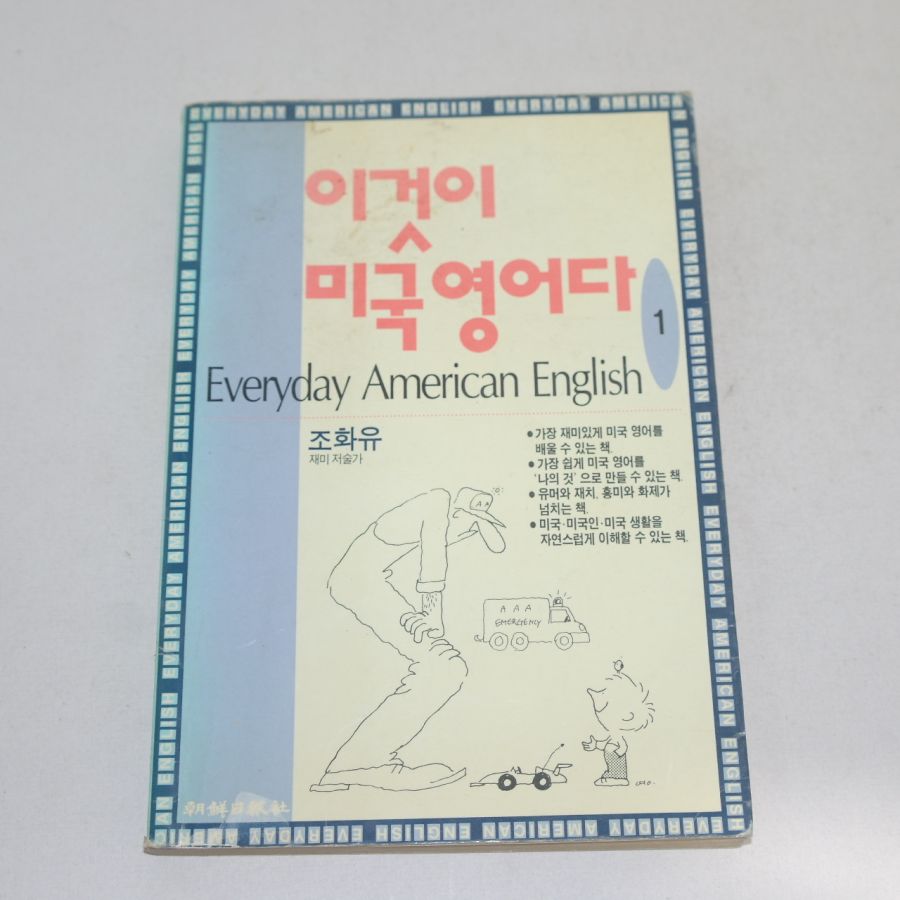 EVERYDAY AMERICAN ENGLISH EVERYDAY AMERICAN ENGLISH EVERYDAY AMERICAN ENGLISH EVERYDAY AMERICAN ENGLISH
이것이
미국 영어다
1
Everyday American English
조화유
재미 저술가
● 가장 재미있게 미국 영어를
배울 수 있는 책.
● 가장 쉽게 미국 영어를
'나의 것' 으로 만들 수 있는 책.
● 유머와 재치, 흥미와 화제가
넘치는 책.
● 미국·미국인·미국 생활을
자연스럽게 이해할 수 있는 책.
A A
A A A
EMERGENCY
朝鮮日報社